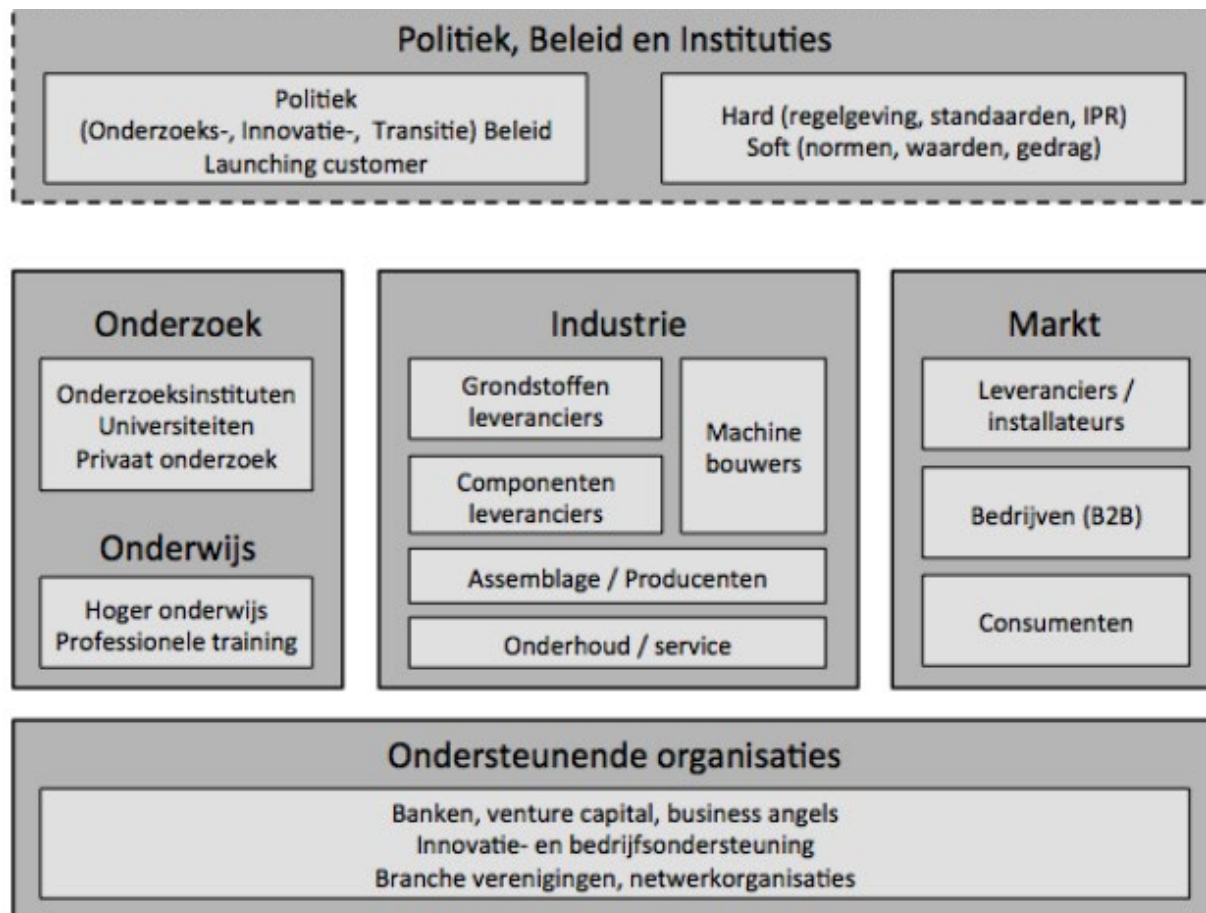 Politiek, Beleid en Instituties
Politiek
(Onderzoeks-, Innovatie-, Transitie) Beleid
Launching customer
Hard (regelgeving, standaarden, IPR)
Soft (normen, waarden, gedrag)
Onderzoek
Onderzoeksinstituten
Universiteiten
Privaat onderzoek
Onderwijs
Hoger onderwijs
Professionele training
Industrie
Grondstoffen
leveranciers
Componenten
leveranciers
Machine
bouwers
Assemblage / Producenten
Onderhoud / service
Markt
Leveranciers /
installateurs
Bedrijven (B2B)
Consumenten
Ondersteunende organisaties
Banken, venture capital, business angels
Innovatie- en bedrijfsondersteuning
Branche verenigingen, netwerkorganisaties